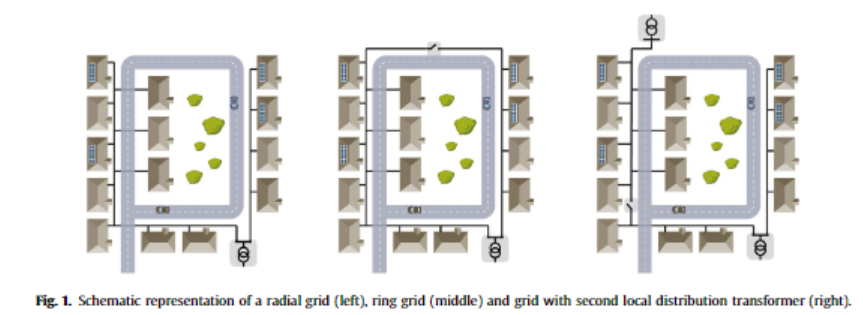 Fig. 1. Schematic representation of a radial grid (left), ring grid (middle) and grid with second local distribution transformer (right).